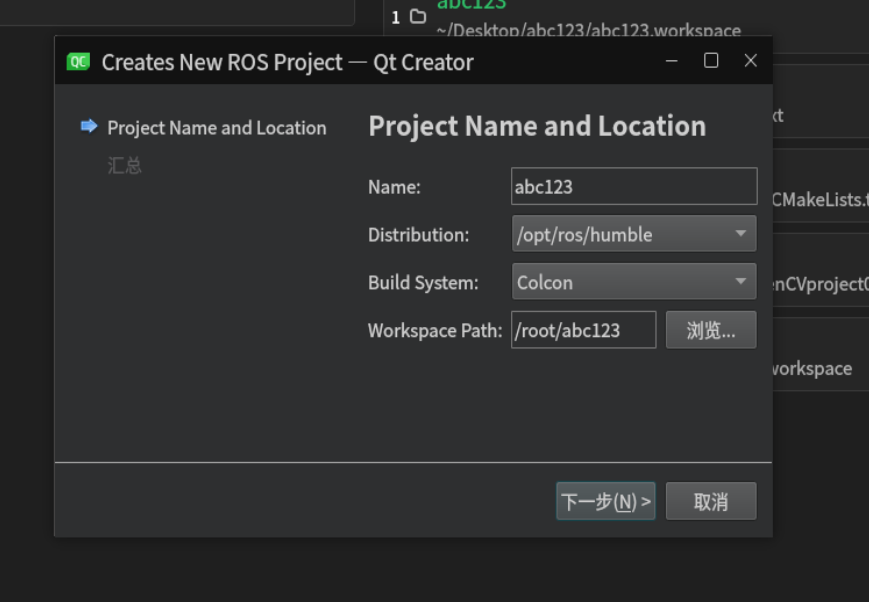 abc123
1
~/Desktop/abc123/abc123.workspace
QC Creates New ROS Project — Qt Creator
Project Name and Location
汇总
Project Name and Location
Name: abc123
Distribution: /opt/ros/humble
Build System: Colcon
Workspace Path: /root/abc123 浏览...
下一步(N) > 取消
xt
CMakeLists.t
enCVproject0
workspace